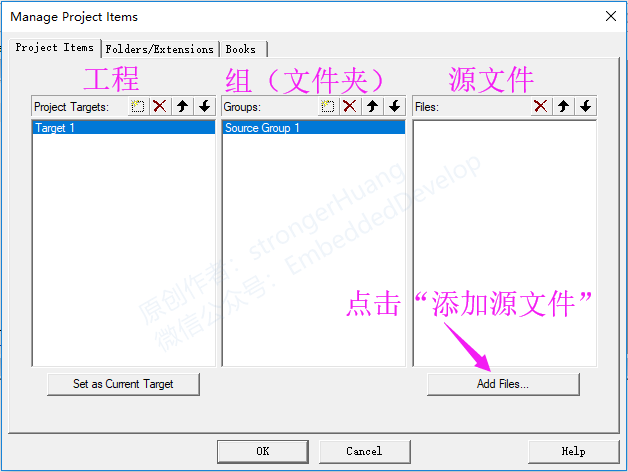 Manage Project Items
Project Items
Folders/Extensions
Books
工程
组（文件夹）
源文件
Project Targets:
Groups:
Files:
Target 1
Source Group 1
原创作者：strongerHuang
微信公众号：EmbeddedDevelop
点击“添加源文件”
Set as Current Target
Add Files...
OK
Cancel
Help